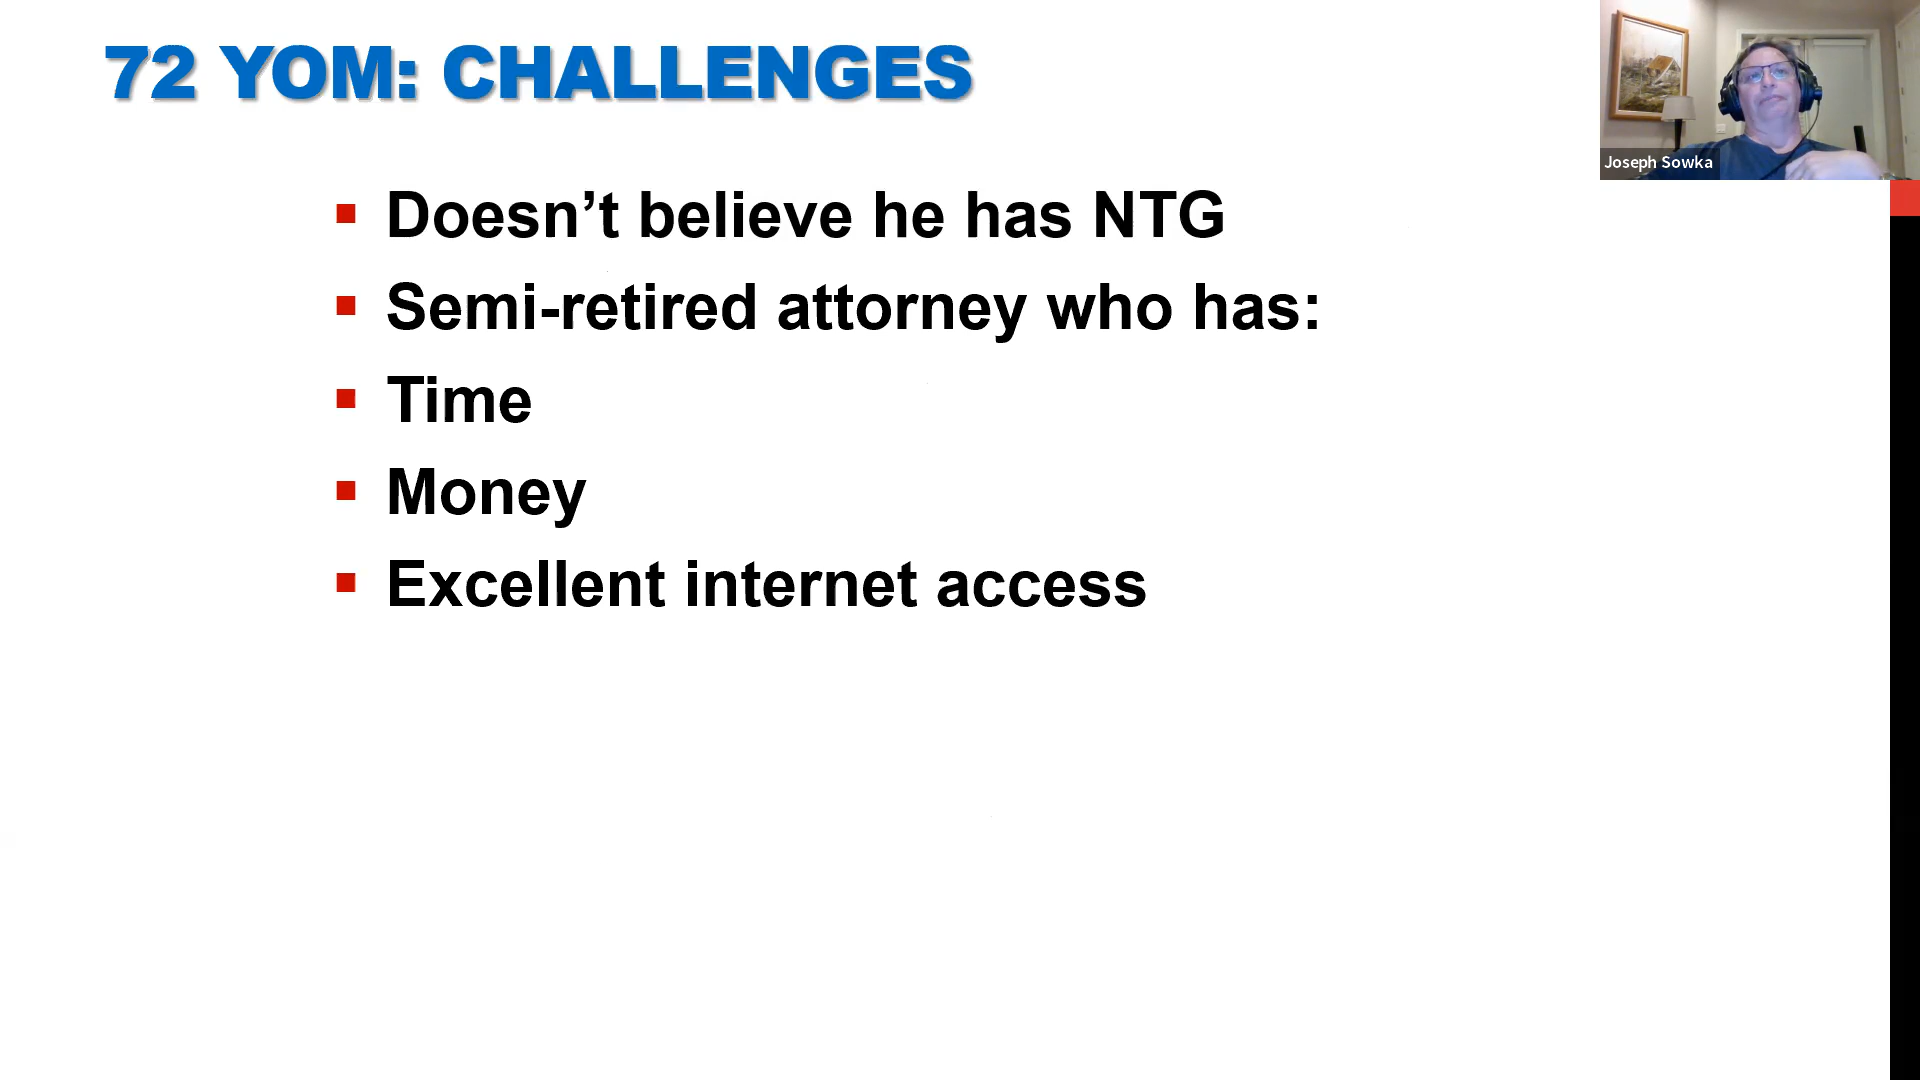 72 YOM: CHALLENGES
Joseph Sowka
Doesn’t believe he has NTG
Semi-retired attorney who has:
Time
Money
Excellent internet access